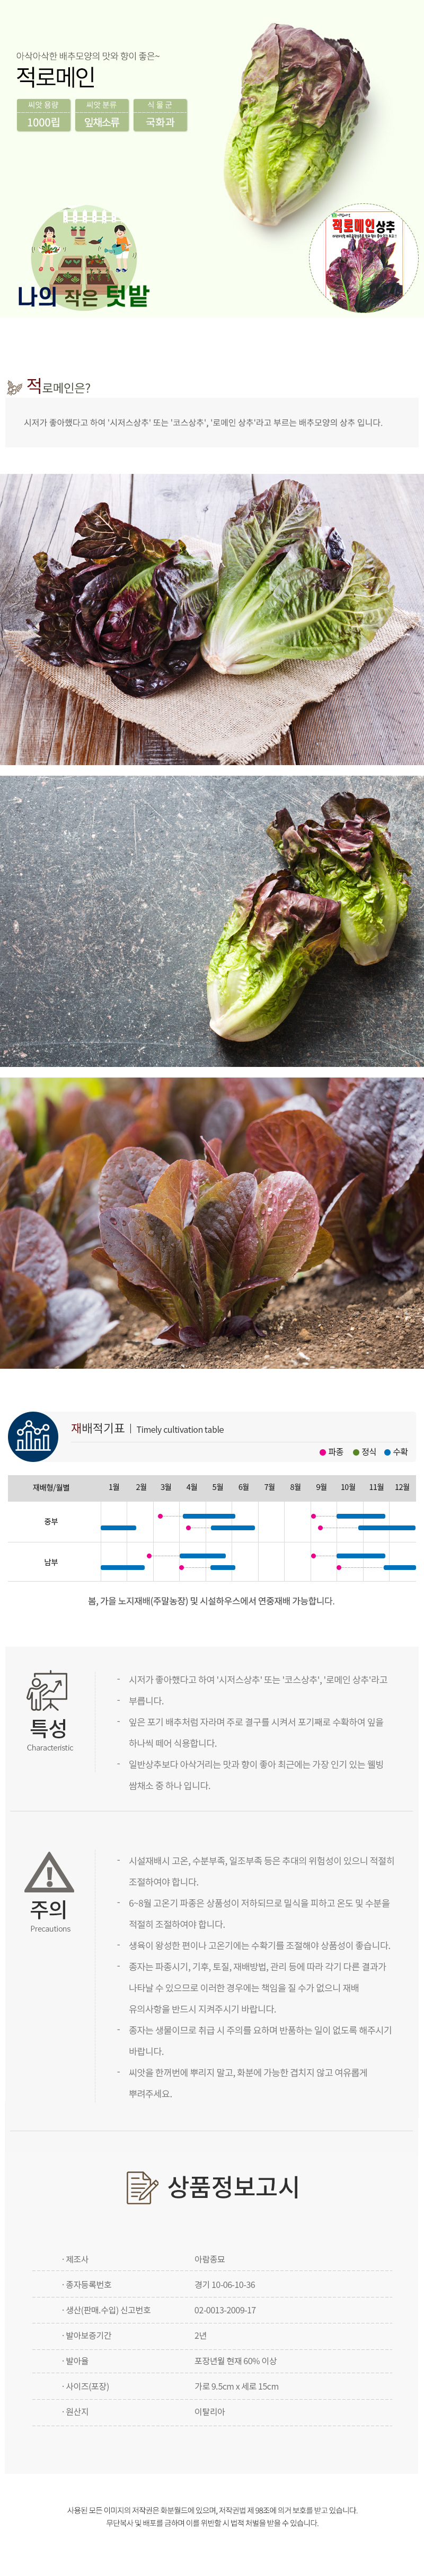 아삭아삭한 배추모양의 맛와 향이 좋은~
적로메인
씨앗 용량
씨앗 분류
식 물 군
1000립
잎채소류
국화과
적로메인상추
나의 작은 텃밭
적로메인은?
시저가 좋아했다고 하여 '시저스상추' 또는 '코스상추', '로메인 상추'라고 부르는 배추모양의 상추 입니다.
재배적기표 | Timely cultivation table
파종 정식 수확
재배형/월별 1월 2월 3월 4월 5월 6월 7월 8월 9월 10월 11월 12월
중부
남부
봄, 가을 노지재배(주말농장) 및 시설하우스에서 연중재배 가능합니다.
특성
Characteristic
- 시저가 좋아했다고 하여 '시저스상추' 또는 '코스상추', '로메인 상추'라고
- 부릅니다.
- 잎은 포기 배추처럼 자라며 주로 결구를 시켜서 포기째로 수확하여 잎을
하나씩 떼어 식용합니다.
- 일반상추보다 아삭거리는 맛과 향이 좋아 최근에는 가장 인기 있는 웰빙
쌈채소 중 하나 입니다.
주의
Precautions
- 시설재배시 고온, 수분부족, 일조부족 등은 추대의 위험성이 있으니 적절히
조절하여야 합니다.
- 6~8월 고온기 파종은 상품성이 저하되므로 밀식을 피하고 온도 및 수분을
적절히 조절하여야 합니다.
- 생육이 왕성한 편이나 고온기에는 수확기를 조절해야 상품성이 좋습니다.
- 종자는 파종시기, 기후, 토질, 재배방법, 관리 등에 따라 각기 다른 결과가
나타날 수 있으므로 이러한 경우에는 책임을 질 수가 없으니 재배
유의사항을 반드시 지켜주시기 바랍니다.
- 종자는 생물이므로 취급 시 주의를 요하며 반품하는 일이 없도록 해주시기
바랍니다.
- 씨앗을 한꺼번에 뿌리지 말고, 화분에 가능한 겹치지 않고 여유롭게
뿌려주세요.
상품정보고시
· 제조사 아람종묘
· 종자등록번호 경기 10-06-10-36
· 생산(판매.수입) 신고번호 02-0013-2009-17
· 발아보증기간 2년
· 발아율 포장년월 현재 60% 이상
· 사이즈(포장) 가로 9.5cm x 세로 15cm
· 원산지 이탈리아
사용된 모든 이미지의 저작권은 화분월드에 있으며, 저작권법 제 98조에 의거 보호를 받고 있습니다.
무단복사 및 배포를 금하며 이를 위반할 시 법적 처벌을 받을 수 있습니다.